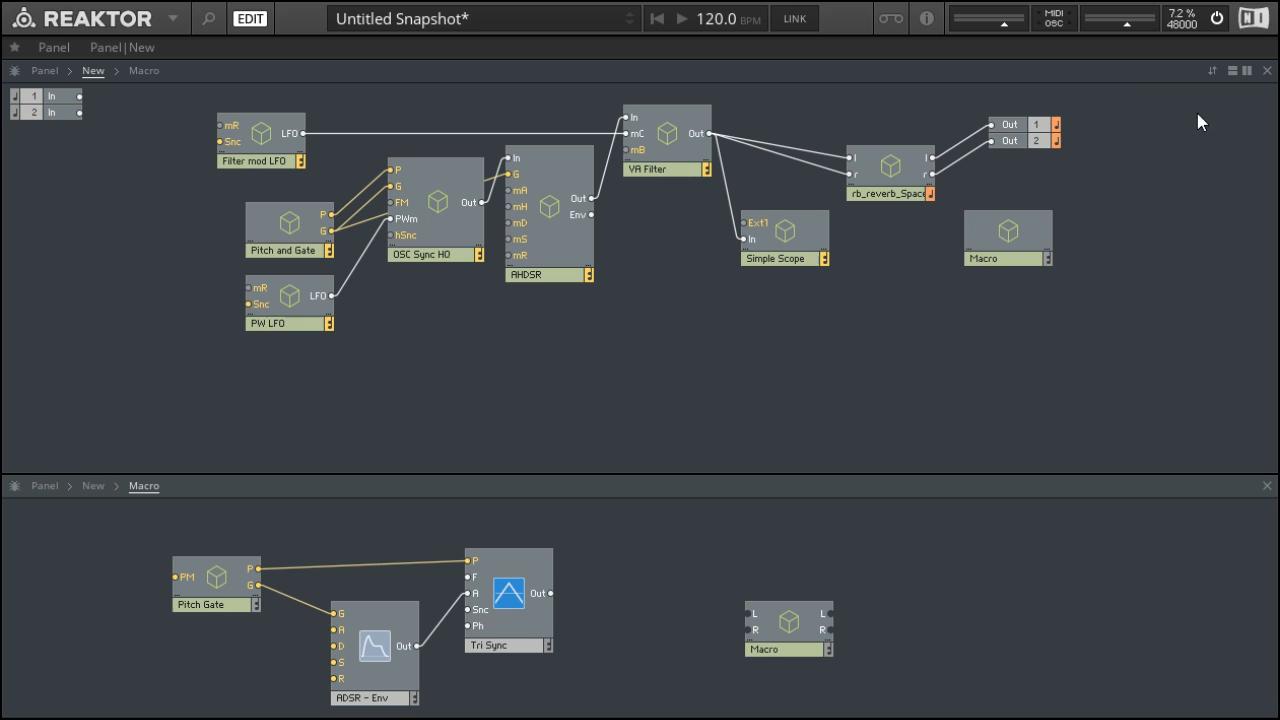 REAKTOR EDIT Untitled Snapshot* 120.0 BPM LINK MIDI OSC 7.2 % 48000
Panel Panel|New
Panel > New > Macro
1 In
2 In
mR LFO
Snc
Filter mod LFO
P
G
Pitch and Gate
mR LFO
Snc
PW LFO
P
G
FM Out
PWm
hSnc
OSC Sync HQ
In
G
mA Out
mH Env
mD
mS
mR
AHDSR
In
mC Out
mB
VA Filter
Ext1
In
Simple Scope
l l
r r
rb_reverb_Space
Out 1
Out 2
Macro
Panel > New > Macro
PM P
G
Pitch Gate
G
A
D Out
S
R
ADSR - Env
P
F
A Out
Snc
Ph
Tri Sync
L L
R R
Macro